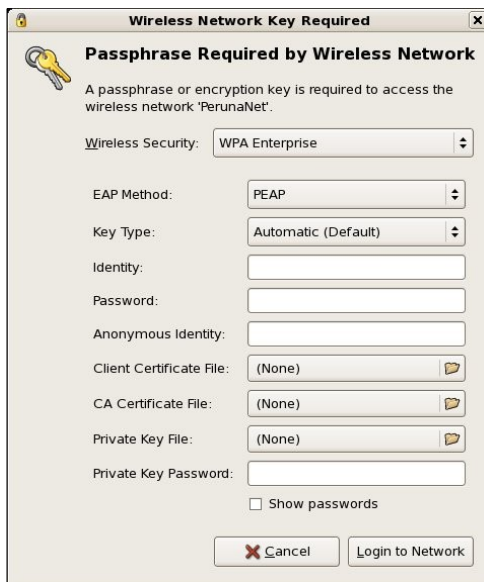 Wireless Network Key Required
Passphrase Required by Wireless Network
A passphrase or encryption key is required to access the
wireless network 'PerunaNet'.
Wireless Security: WPA Enterprise
EAP Method: PEAP
Key Type: Automatic (Default)
Identity:
Password:
Anonymous Identity:
Client Certificate File: (None)
CA Certificate File: (None)
Private Key File: (None)
Private Key Password:
Show passwords
Cancel Login to Network